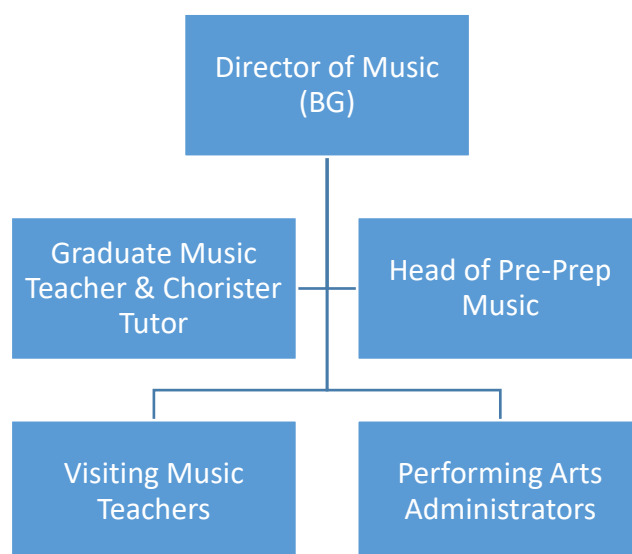 Director of Music
(BG)
Graduate Music
Teacher & Chorister
Tutor
Head of Pre-Prep
Music
Visiting Music
Teachers
Performing Arts
Administrators